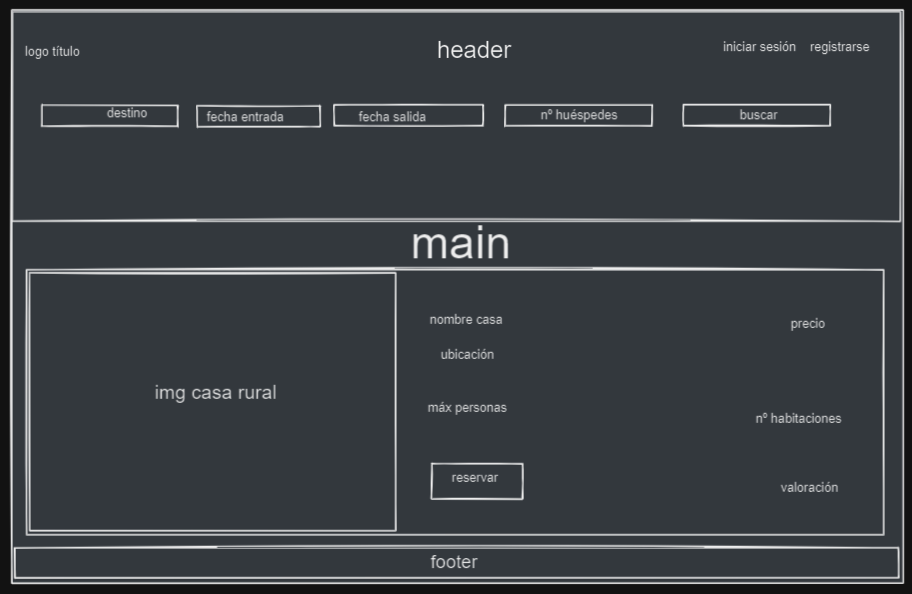 logo título
header
iniciar sesión
registrarse
destino
fecha entrada
fecha salida
nº huéspedes
buscar
main
img casa rural
nombre casa
precio
ubicación
máx personas
nº habitaciones
reservar
valoración
footer